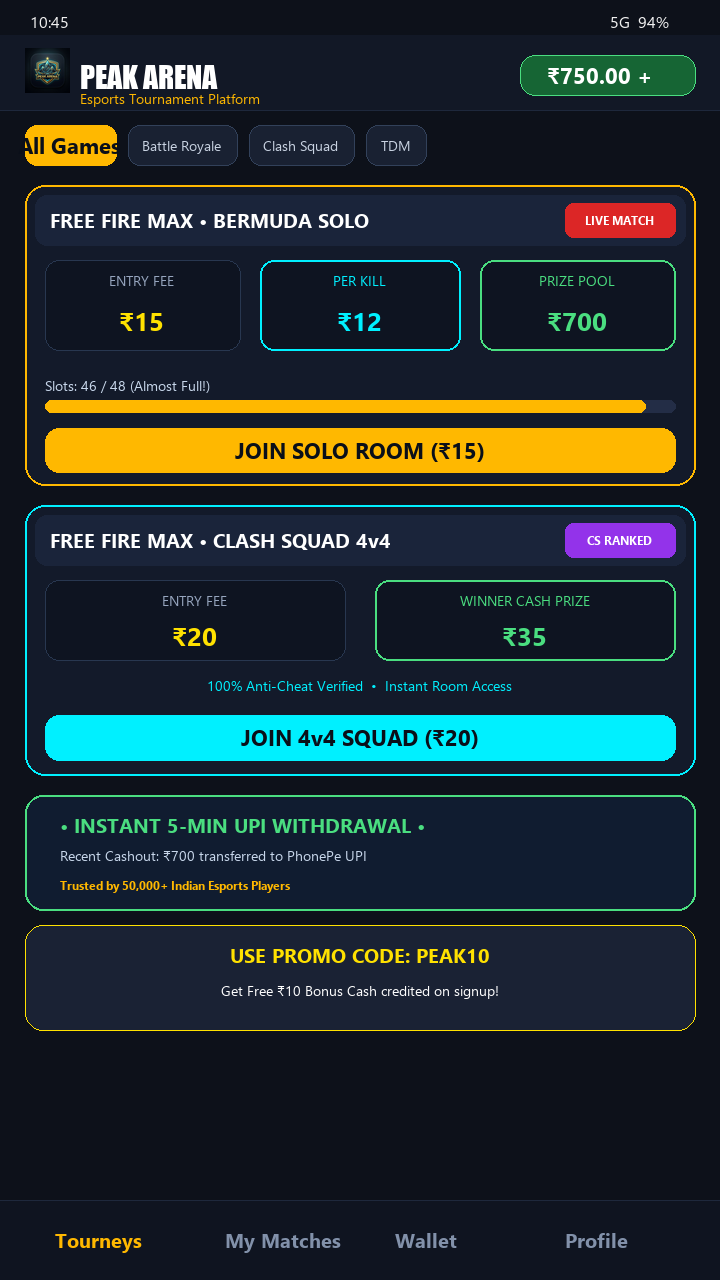 10:45
5G 94%
PEAK ARENA
Esports Tournament Platform
₹750.00 +
All Games
Battle Royale
Clash Squad
TDM
FREE FIRE MAX • BERMUDA SOLO
LIVE MATCH
ENTRY FEE
₹15
PER KILL
₹12
PRIZE POOL
₹700
Slots: 46 / 48 (Almost Full!)
JOIN SOLO ROOM (₹15)
FREE FIRE MAX • CLASH SQUAD 4v4
CS RANKED
ENTRY FEE
₹20
WINNER CASH PRIZE
₹35
100% Anti-Cheat Verified • Instant Room Access
JOIN 4v4 SQUAD (₹20)
• INSTANT 5-MIN UPI WITHDRAWAL •
Recent Cashout: ₹700 transferred to PhonePe UPI
Trusted by 50,000+ Indian Esports Players
USE PROMO CODE: PEAK10
Get Free ₹10 Bonus Cash credited on signup!
Tourneys
My Matches
Wallet
Profile